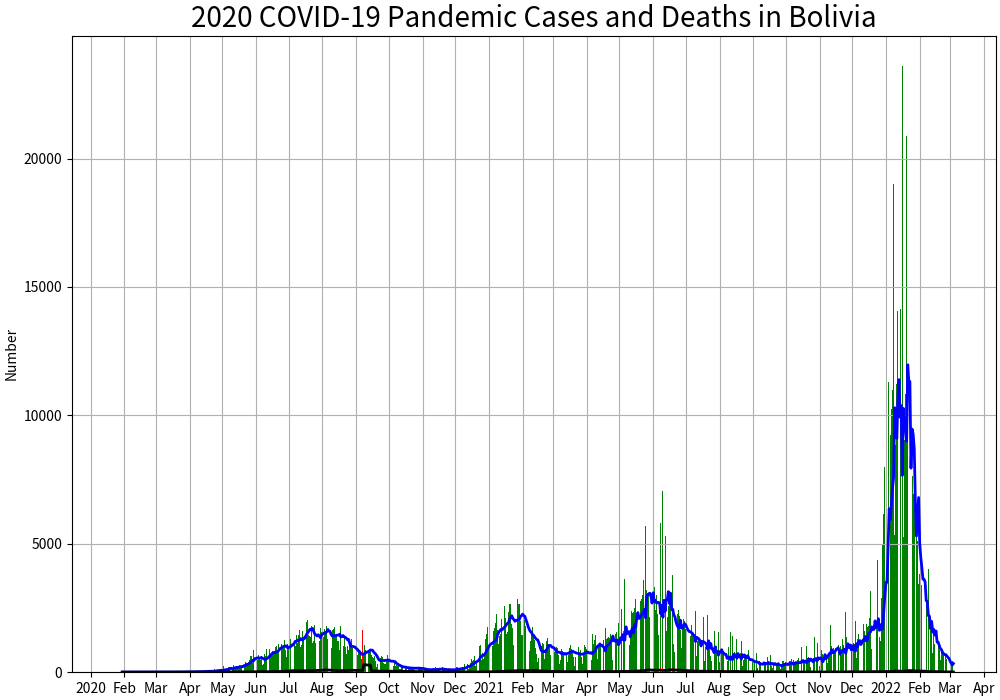 2020 COVID-19 Pandemic Cases and Deaths in Bolivia
Number
20000
15000
10000
5000
0
2020 Feb Mar Apr May Jun Jul Aug Sep Oct Nov Dec 2021 Feb Mar Apr May Jun Jul Aug Sep Oct Nov Dec 2022 Feb Mar Apr